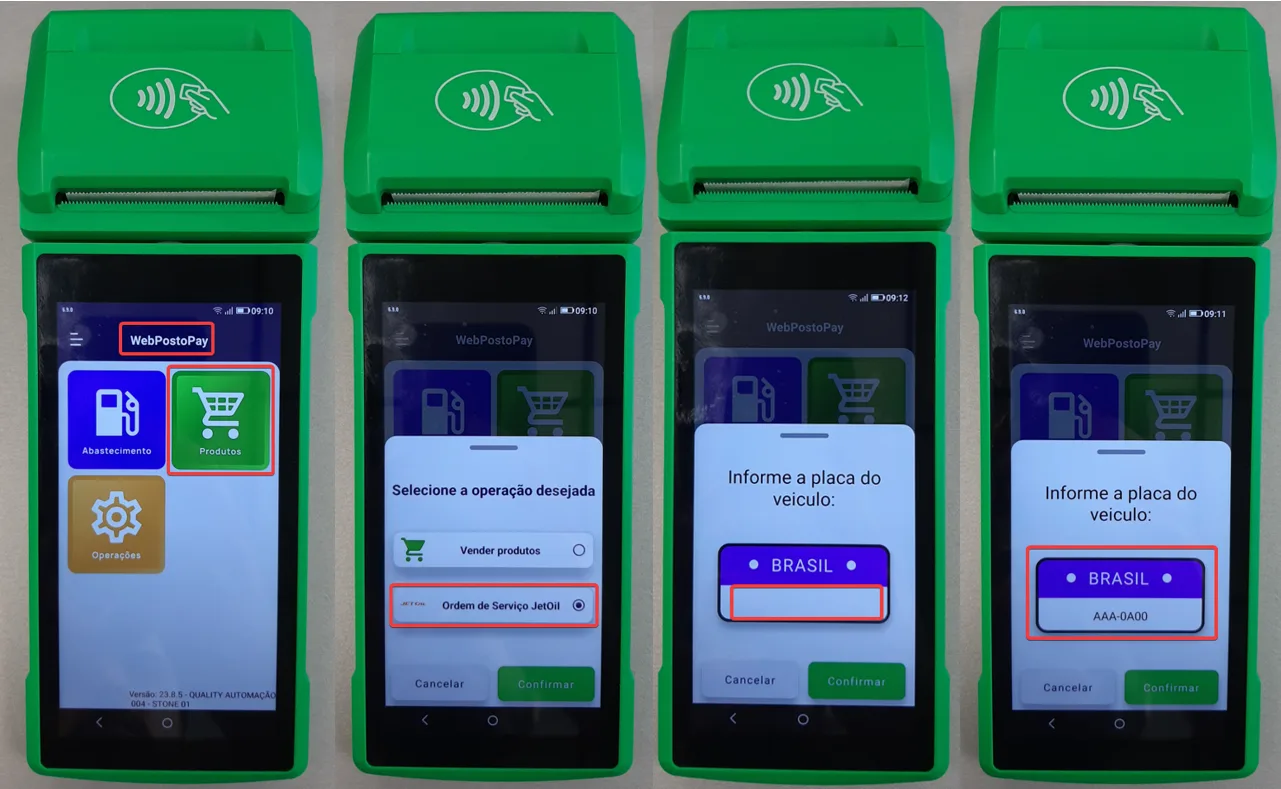 09:10
WebPostoPay
Abastecimento
Produtos
Operações
Versão: 23.8.5 - QUALITY AUTOMAÇÃO
004 - STONE 01
09:10
WebPostoPay
Selecione a operação desejada
Vender produtos
JET OIL
Ordem de Serviço JetOil
Cancelar
Confirmar
09:12
WebPostoPay
Informe a placa do
veiculo:
BRASIL
Cancelar
Confirmar
09:11
WebPostoPay
Informe a placa do
veiculo:
BRASIL
AAA-0A00
Cancelar
Confirmar